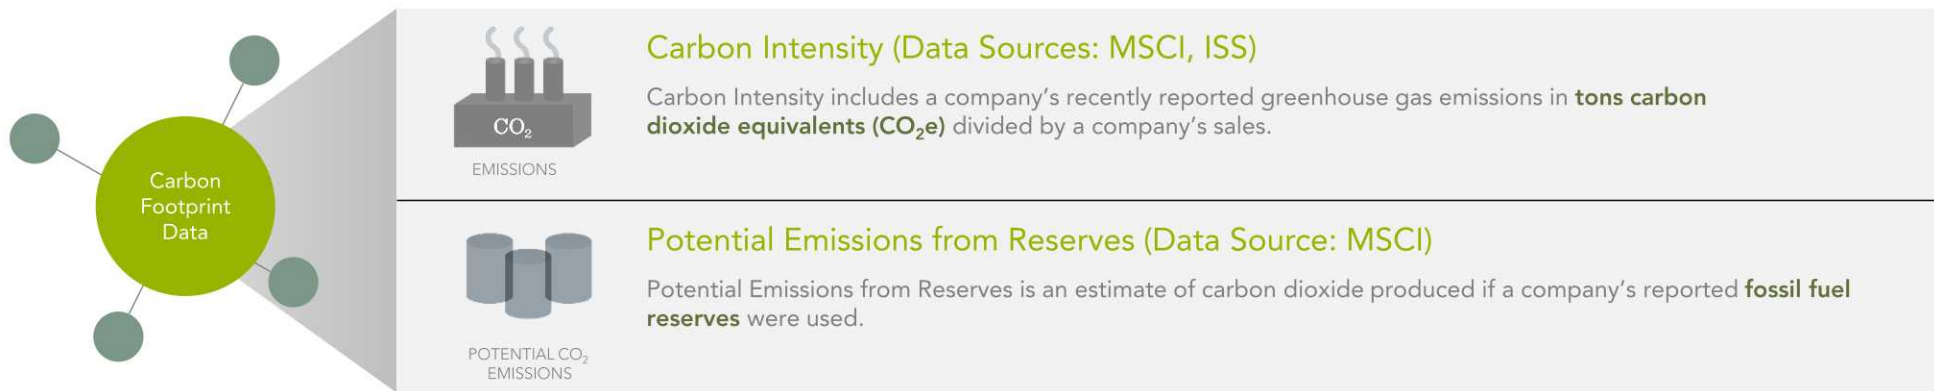 Carbon
Footprint
Data
CO₂
EMISSIONS
Carbon Intensity (Data Sources: MSCI, ISS)
Carbon Intensity includes a company’s recently reported greenhouse gas emissions in tons carbon
dioxide equivalents (CO₂e) divided by a company’s sales.
POTENTIAL CO₂
EMISSIONS
Potential Emissions from Reserves (Data Source: MSCI)
Potential Emissions from Reserves is an estimate of carbon dioxide produced if a company’s reported fossil fuel
reserves were used.